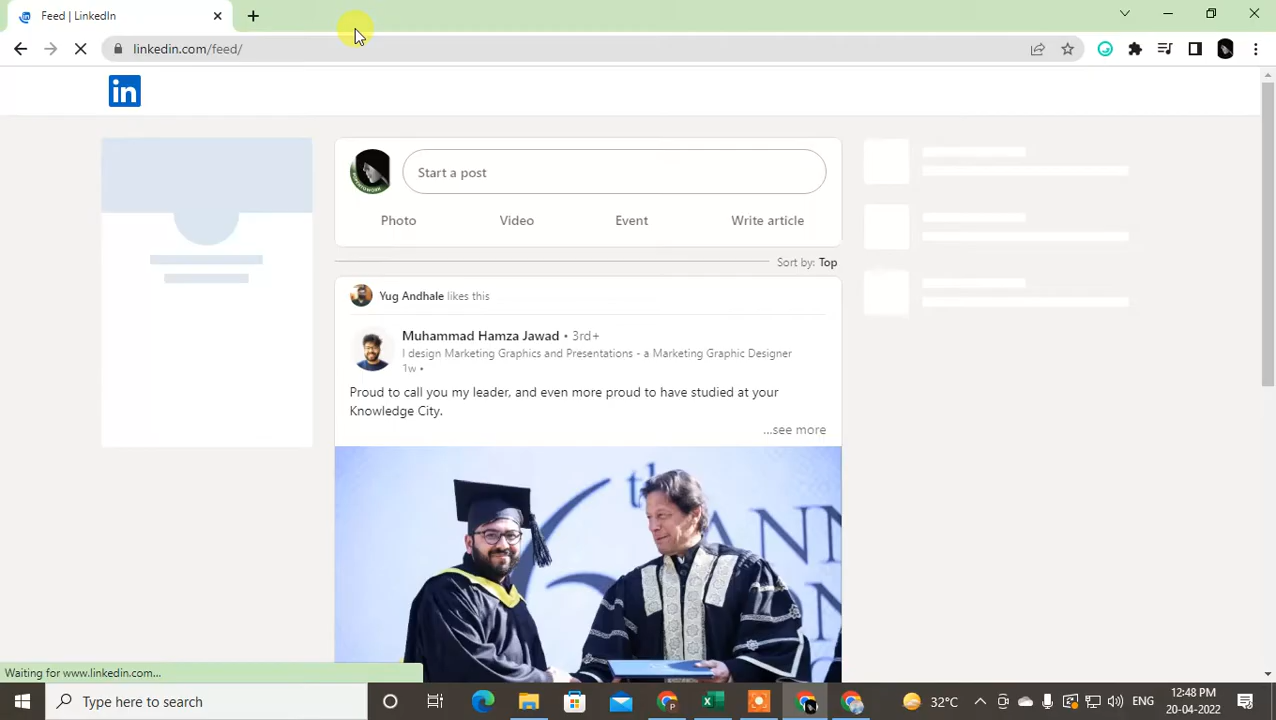 Feed | LinkedIn
linkedin.com/feed/
in
Start a post
Photo
Video
Event
Write article
Sort by: Top
Yug Andhale likes this
Muhammad Hamza Jawad • 3rd+
I design Marketing Graphics and Presentations - a Marketing Graphic Designer
1w •
Proud to call you my leader, and even more proud to have studied at your
Knowledge City.
...see more
Waiting for www.linkedin.com...
Type here to search
32°C
ENG
12:48 PM
20-04-2022